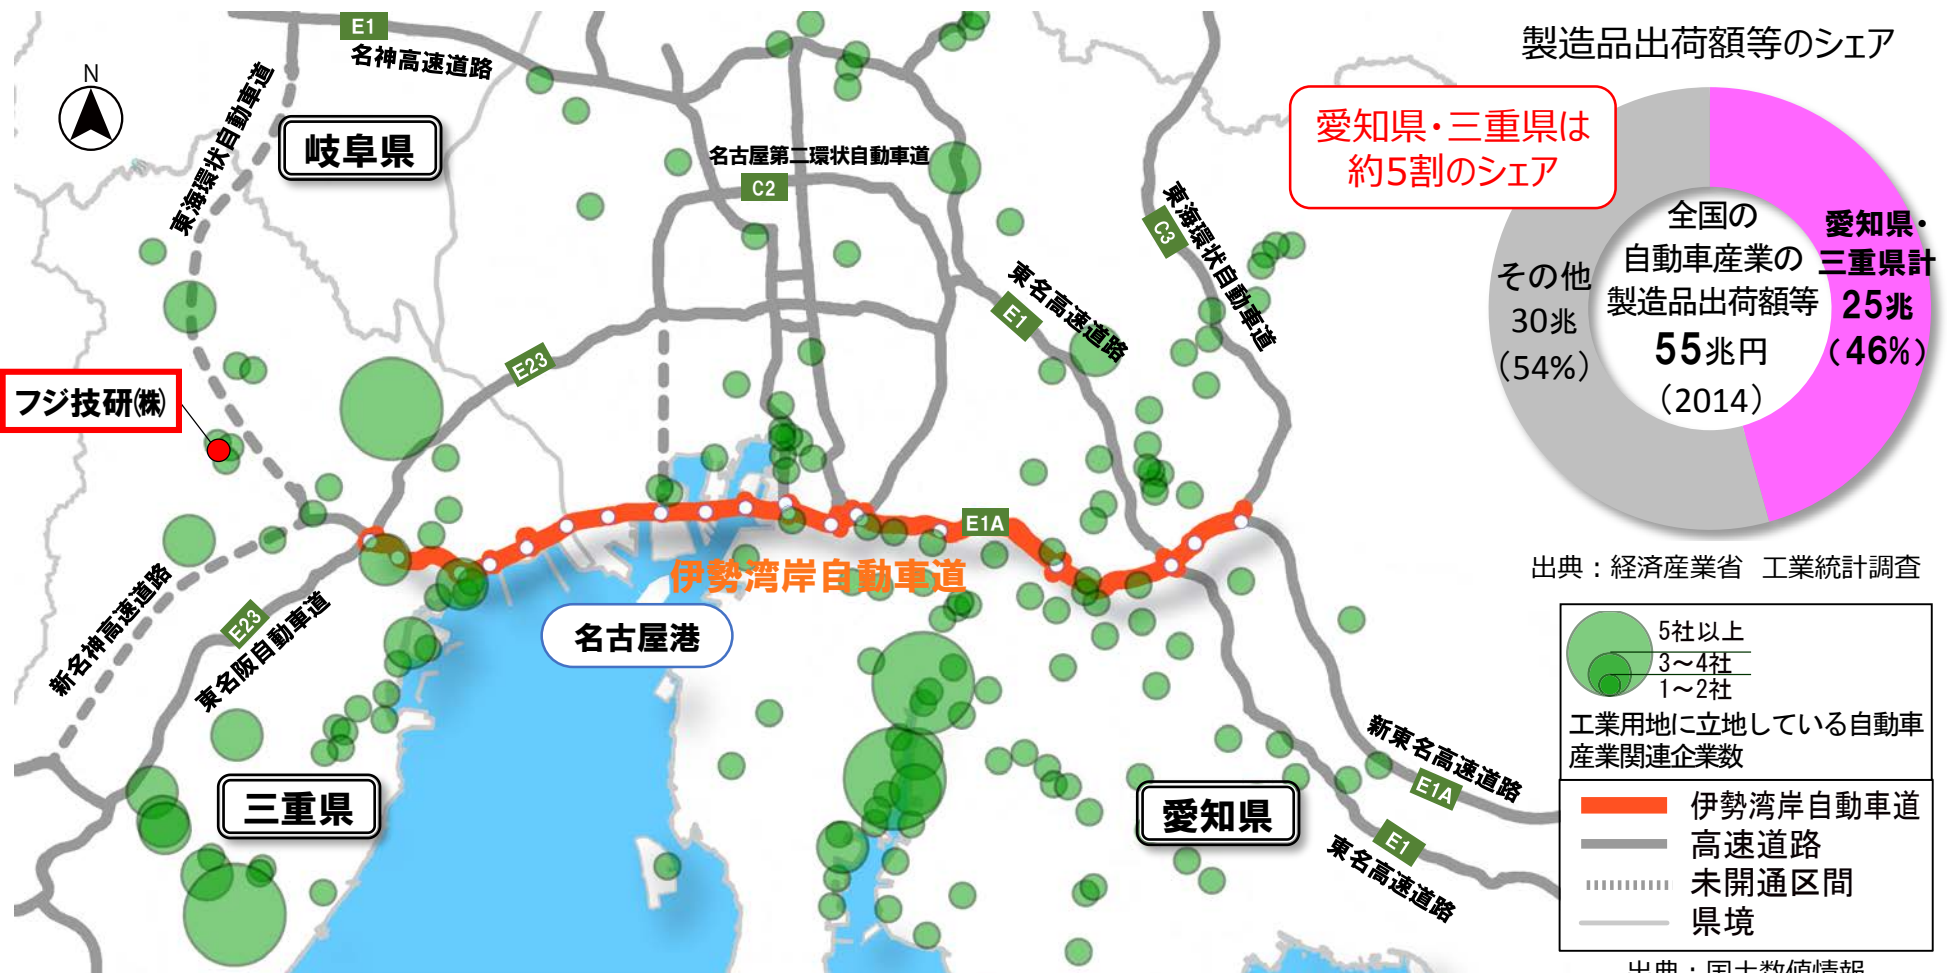 E1
名神高速道路
N
東海環状自動車道
岐阜県
名古屋第二環状自動車道
C2
東海環状自動車道
C3
東名高速道路
E1
E23
フジ技研㈱
E1A
伊勢湾岸自動車道
名古屋港
新名神高速道路
E23
東名阪自動車道
三重県
愛知県
新東名高速道路
E1A
E1
東名高速道路
製造品出荷額等のシェア
愛知県・三重県は
約5割のシェア
全国の
自動車産業の
製造品出荷額等
55兆円
(2014)
愛知県・
三重県計
25兆
(46%)
その他
30兆
(54%)
出典：経済産業省 工業統計調査
5社以上
3～4社
1～2社
工業用地に立地している自動車
産業関連企業数
伊勢湾岸自動車道
高速道路
未開通区間
県境
出典：国土数値情報